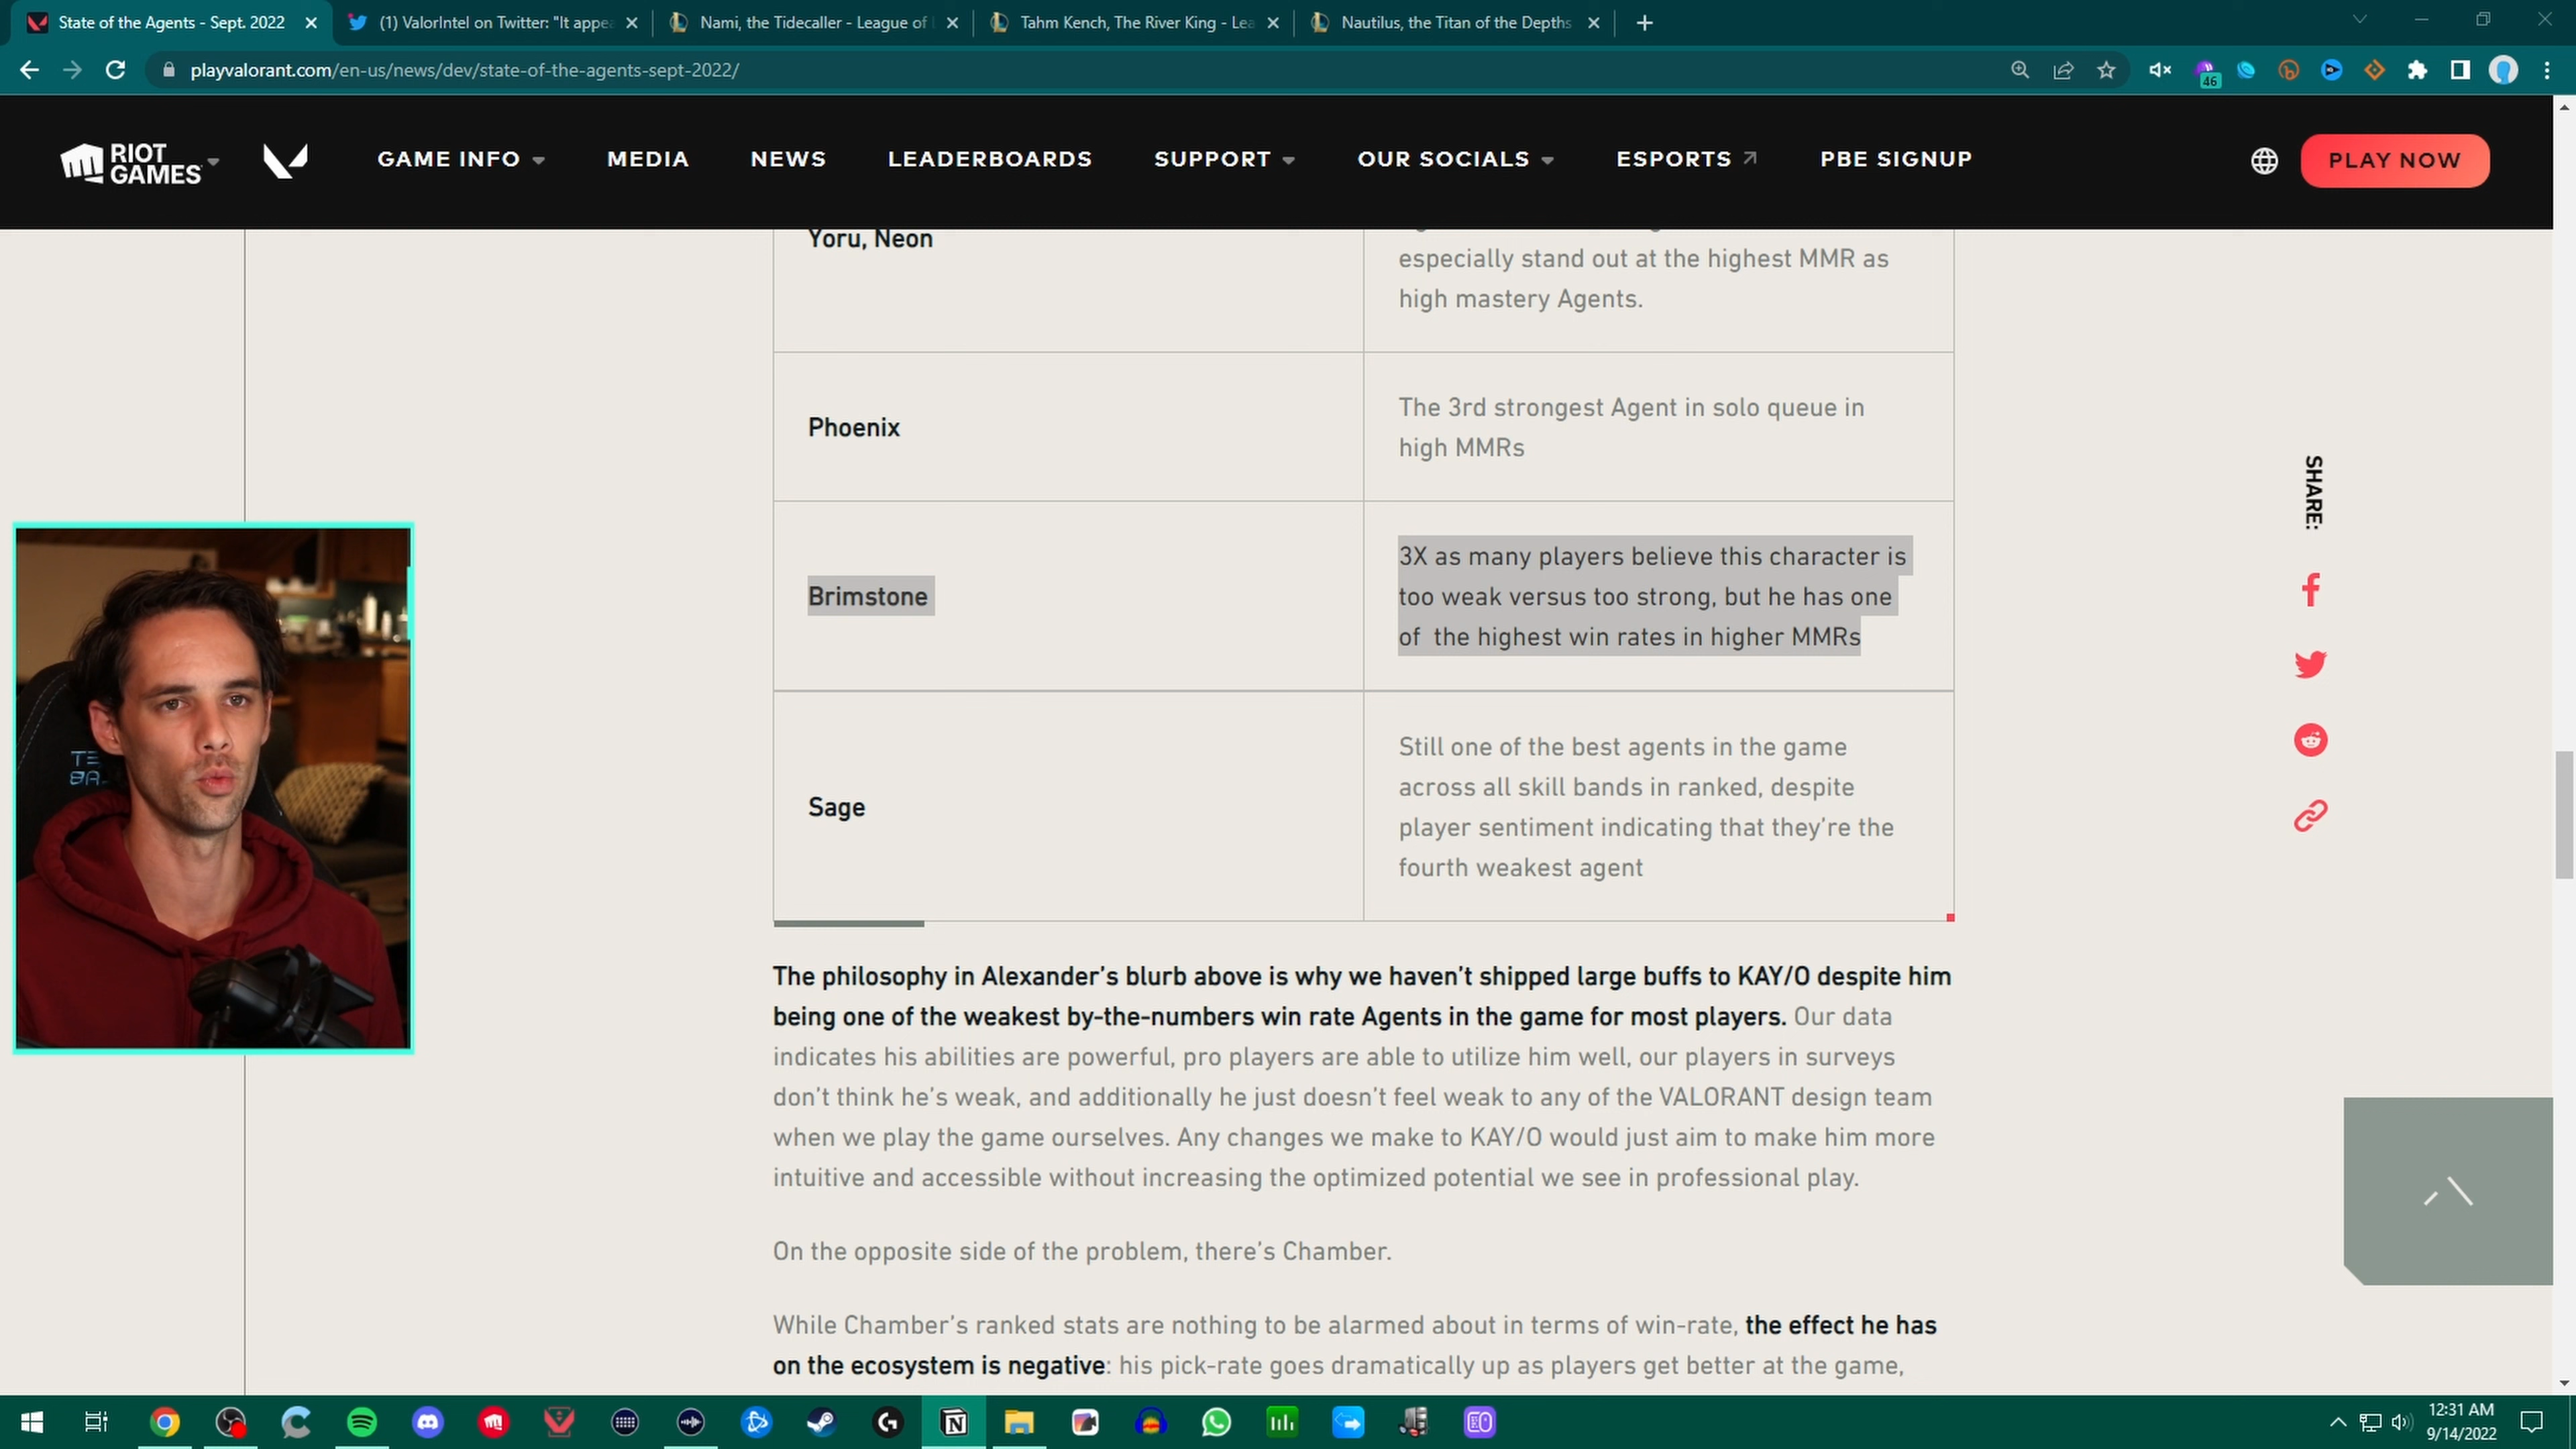 State of the Agents - Sept. 2022
(1) ValorIntel on Twitter: "It appea
Nami, the Tidecaller - League of
Tahm Kench, The River King - Lea
Nautilus, the Titan of the Depths
playvalorant.com/en-us/news/dev/state-of-the-agents-sept-2022/
46
RIOT
GAMES
GAME INFO
MEDIA
NEWS
LEADERBOARDS
SUPPORT
OUR SOCIALS
ESPORTS
PBE SIGNUP
PLAY NOW
Yoru, Neon
especially stand out at the highest MMR as
high mastery Agents.
Phoenix
The 3rd strongest Agent in solo queue in
high MMRs
Brimstone
3X as many players believe this character is
too weak versus too strong, but he has one
of the highest win rates in higher MMRs
Sage
Still one of the best agents in the game
across all skill bands in ranked, despite
player sentiment indicating that they're the
fourth weakest agent
SHARE:
The philosophy in Alexander's blurb above is why we haven't shipped large buffs to KAY/O despite him
being one of the weakest by-the-numbers win rate Agents in the game for most players. Our data
indicates his abilities are powerful, pro players are able to utilize him well, our players in surveys
don't think he's weak, and additionally he just doesn't feel weak to any of the VALORANT design team
when we play the game ourselves. Any changes we make to KAY/O would just aim to make him more
intuitive and accessible without increasing the optimized potential we see in professional play.
On the opposite side of the problem, there's Chamber.
While Chamber's ranked stats are nothing to be alarmed about in terms of win-rate, the effect he has
on the ecosystem is negative: his pick-rate goes dramatically up as players get better at the game,
12:31 AM
9/14/2022